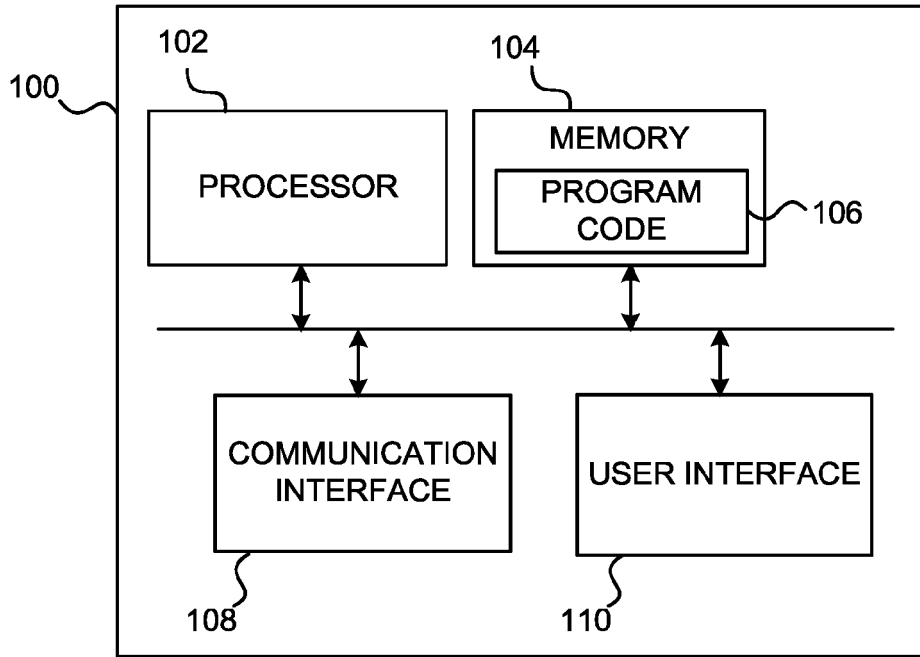 102
104
100
PROCESSOR
MEMORY
PROGRAM
CODE
106
COMMUNICATION
INTERFACE
USER INTERFACE
108
110